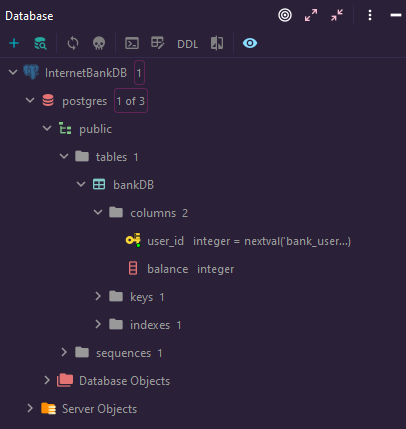 Database
DDL
InternetBankDB 1
postgres 1 of 3
public
tables 1
bankDB
columns 2
user_id integer = nextval('bank_user...)
balance integer
keys 1
indexes 1
sequences 1
Database Objects
Server Objects